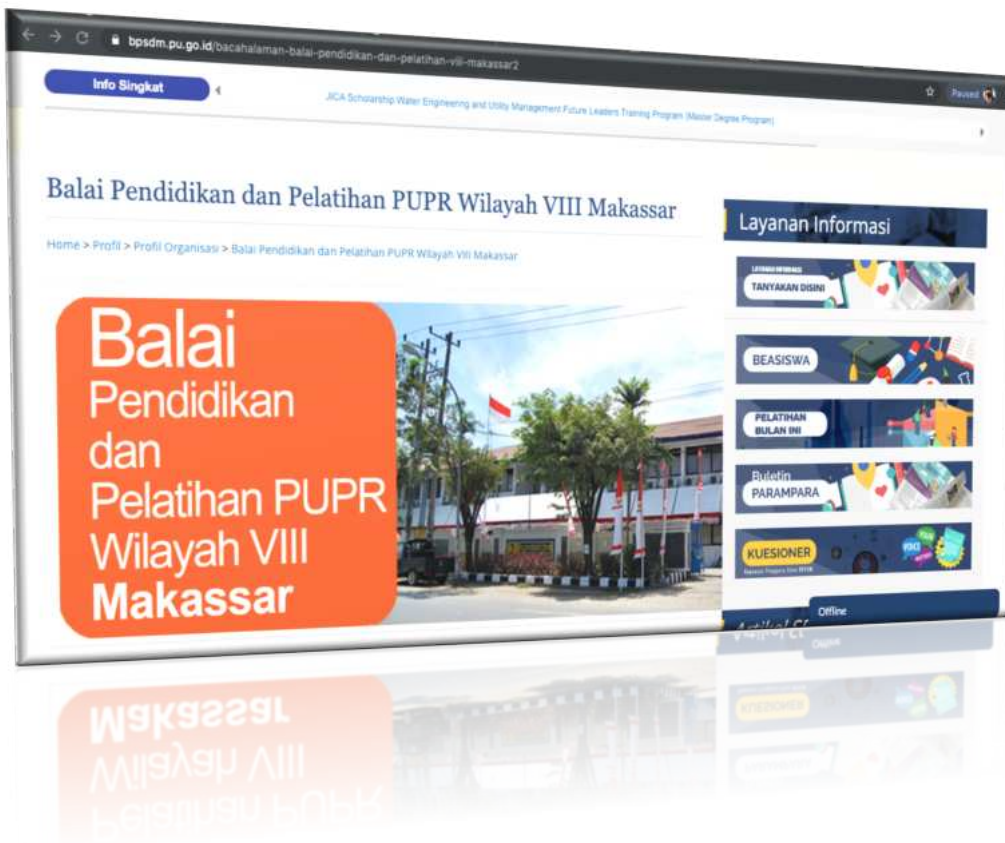 bpsdm.pu.go.id/bacahalaman-balai-pendidikan-dan-pelatihan-viii-makassar2
Paused
Info Singkat
JICA Scholarship Water Engineering and Utility Management Future Leaders Training Program (Master Degree Program)
Balai Pendidikan dan Pelatihan PUPR Wilayah VIII Makassar
Home > Profil > Profil Organisasi > Balai Pendidikan dan Pelatihan PUPR Wilayah VIII Makassar
Balai
Pendidikan
dan
Pelatihan PUPR
Wilayah VIII
Makassar
Layanan Informasi
LAYANAN INFORMASI
TANYAKAN DISINI
BEASISWA
PELATIHAN
BULAN INI
Buletin
PARAMPARA
KUESIONER
Offline